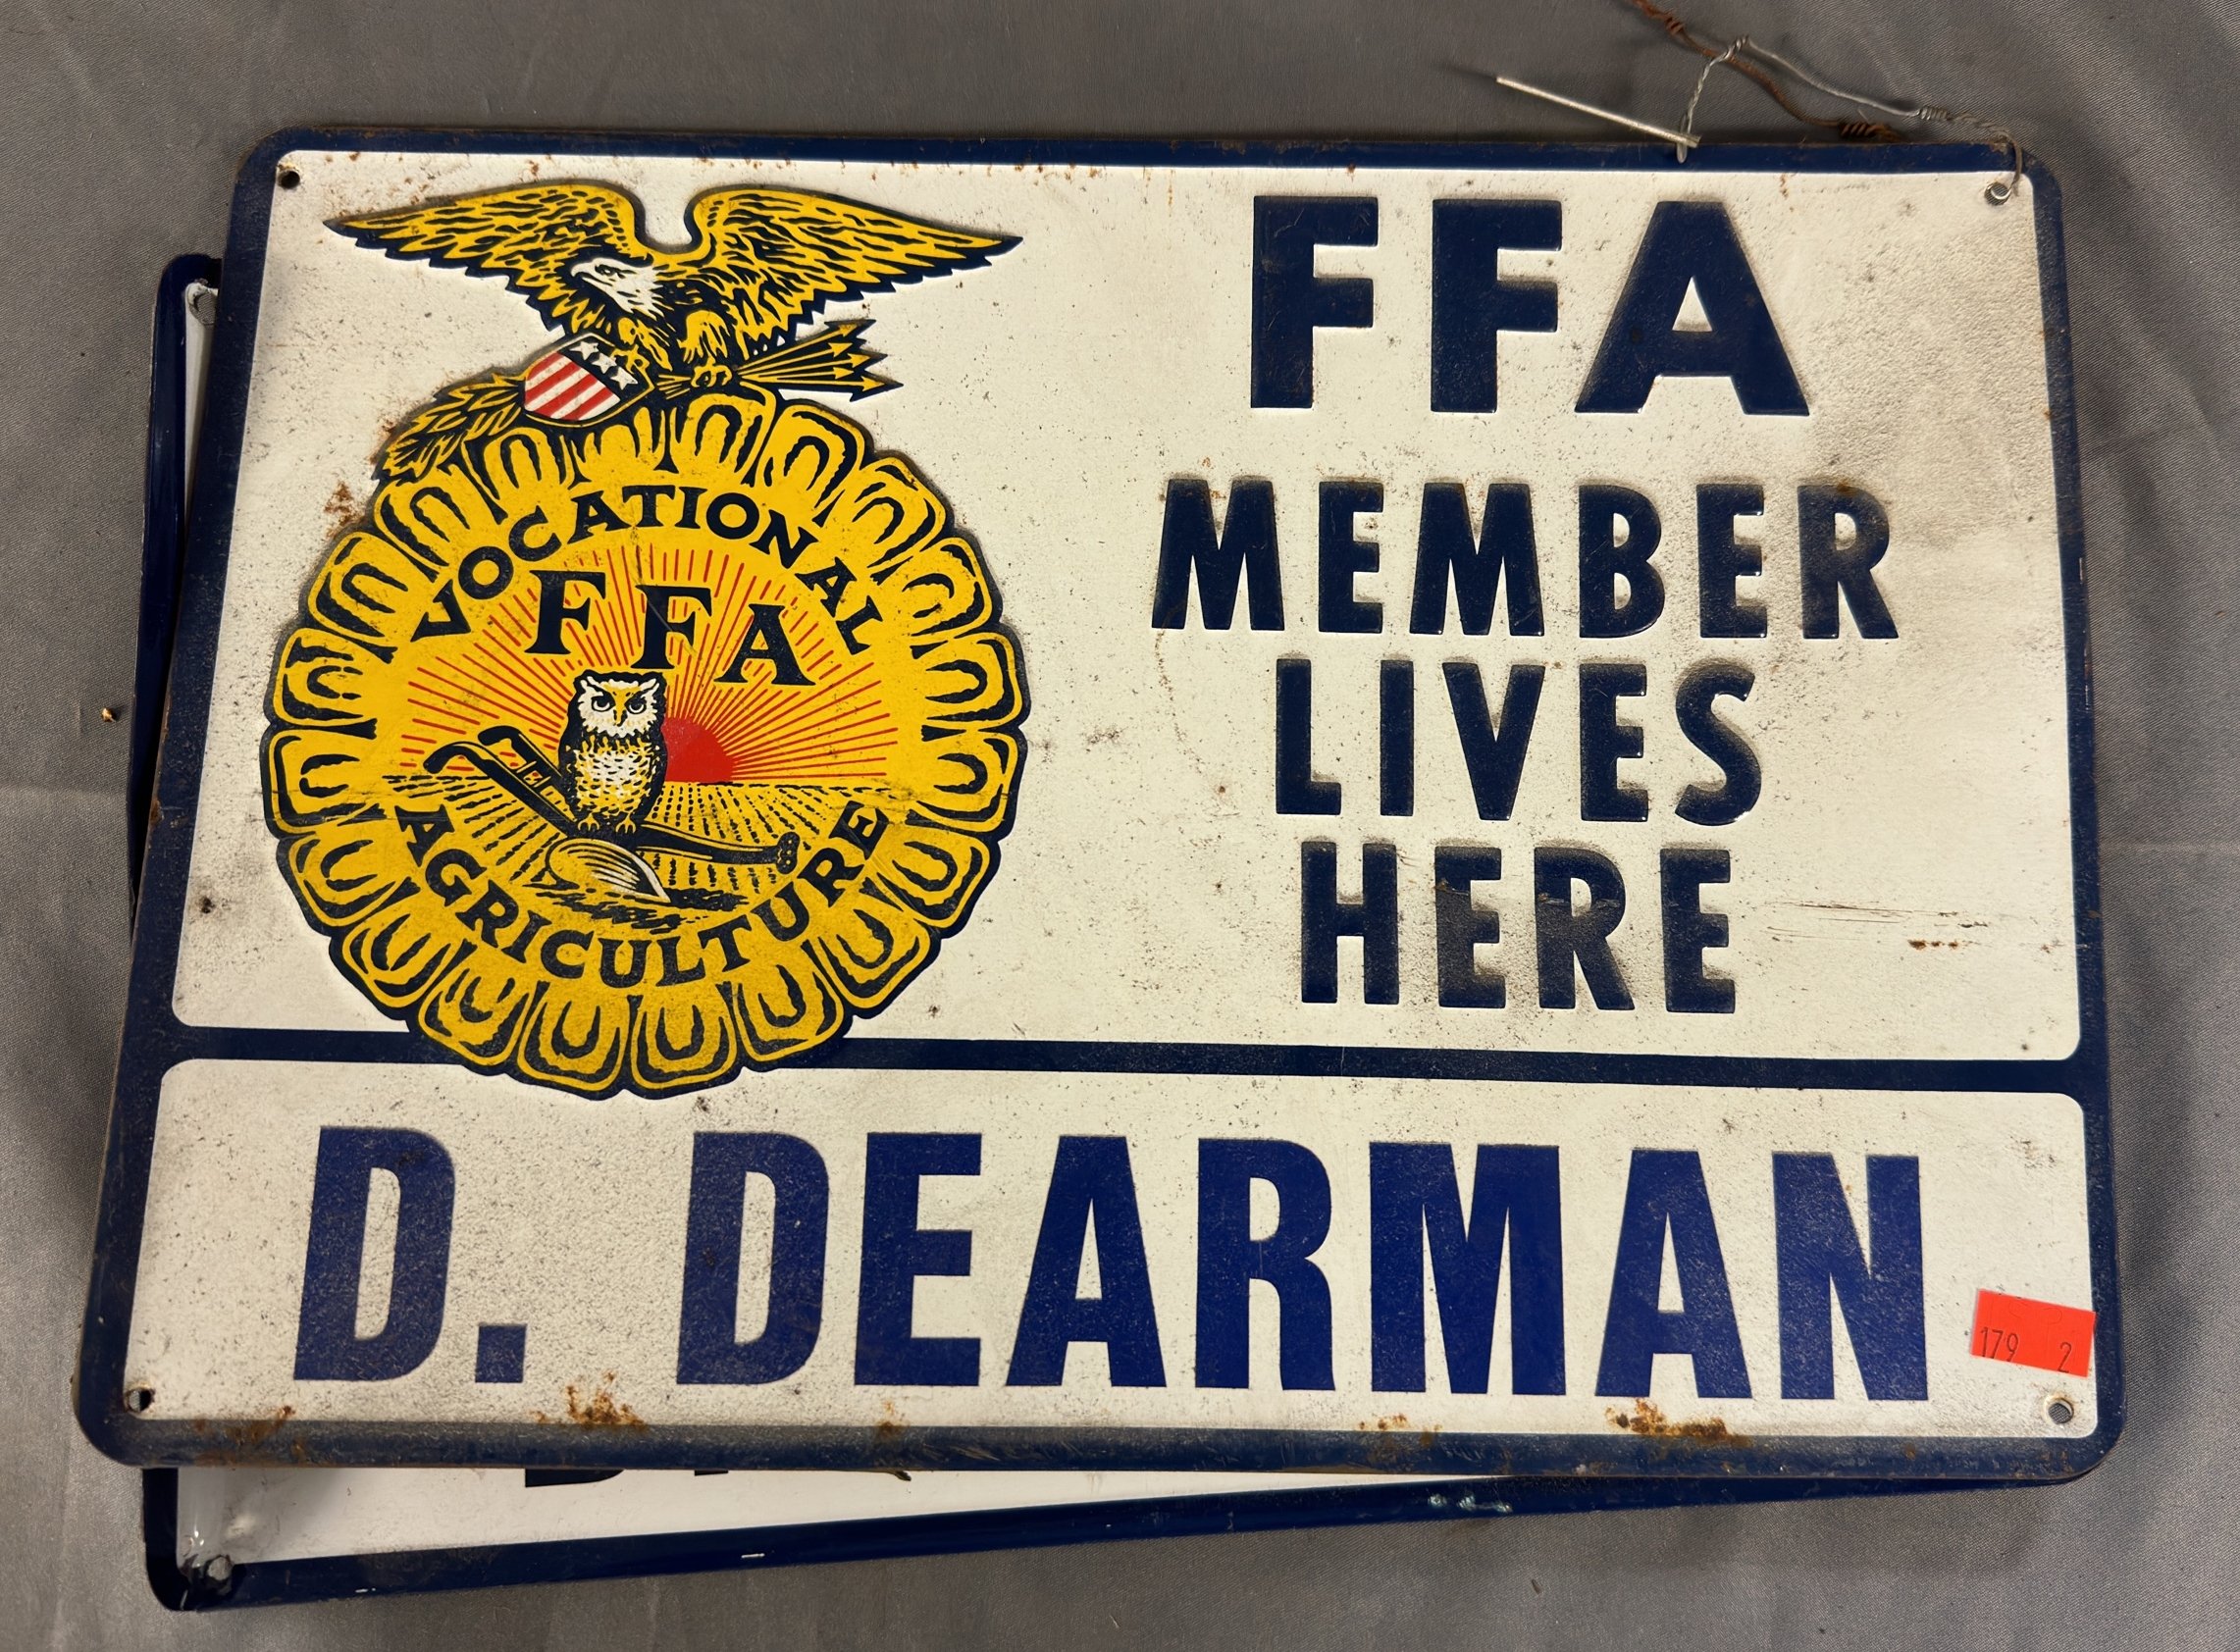 FFA
MEMBER
LIVES
HERE
VOCATIONAL
FFA
AGRICULTURE
D. DEARMAN
179 2